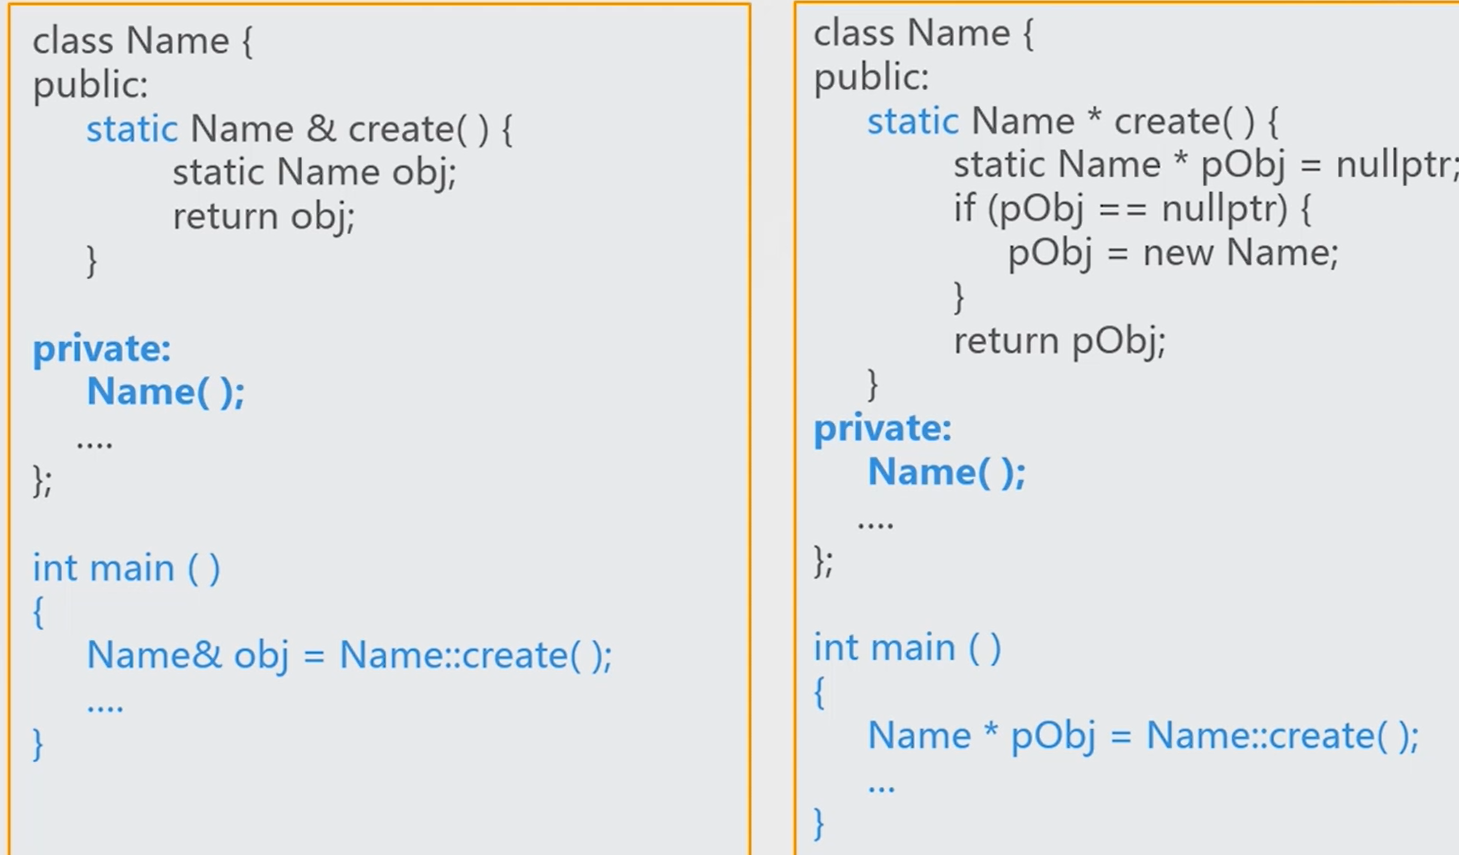 class Name {
public:
static Name & create( ) {
static Name obj;
return obj;
}
private:
Name( );
....
};
int main ( )
{
Name& obj = Name::create( );
....
}
class Name {
public:
static Name * create( ) {
static Name * pObj = nullptr;
if (pObj == nullptr) {
pObj = new Name;
}
return pObj;
}
private:
Name( );
....
};
int main ( )
{
Name * pObj = Name::create( );
...
}